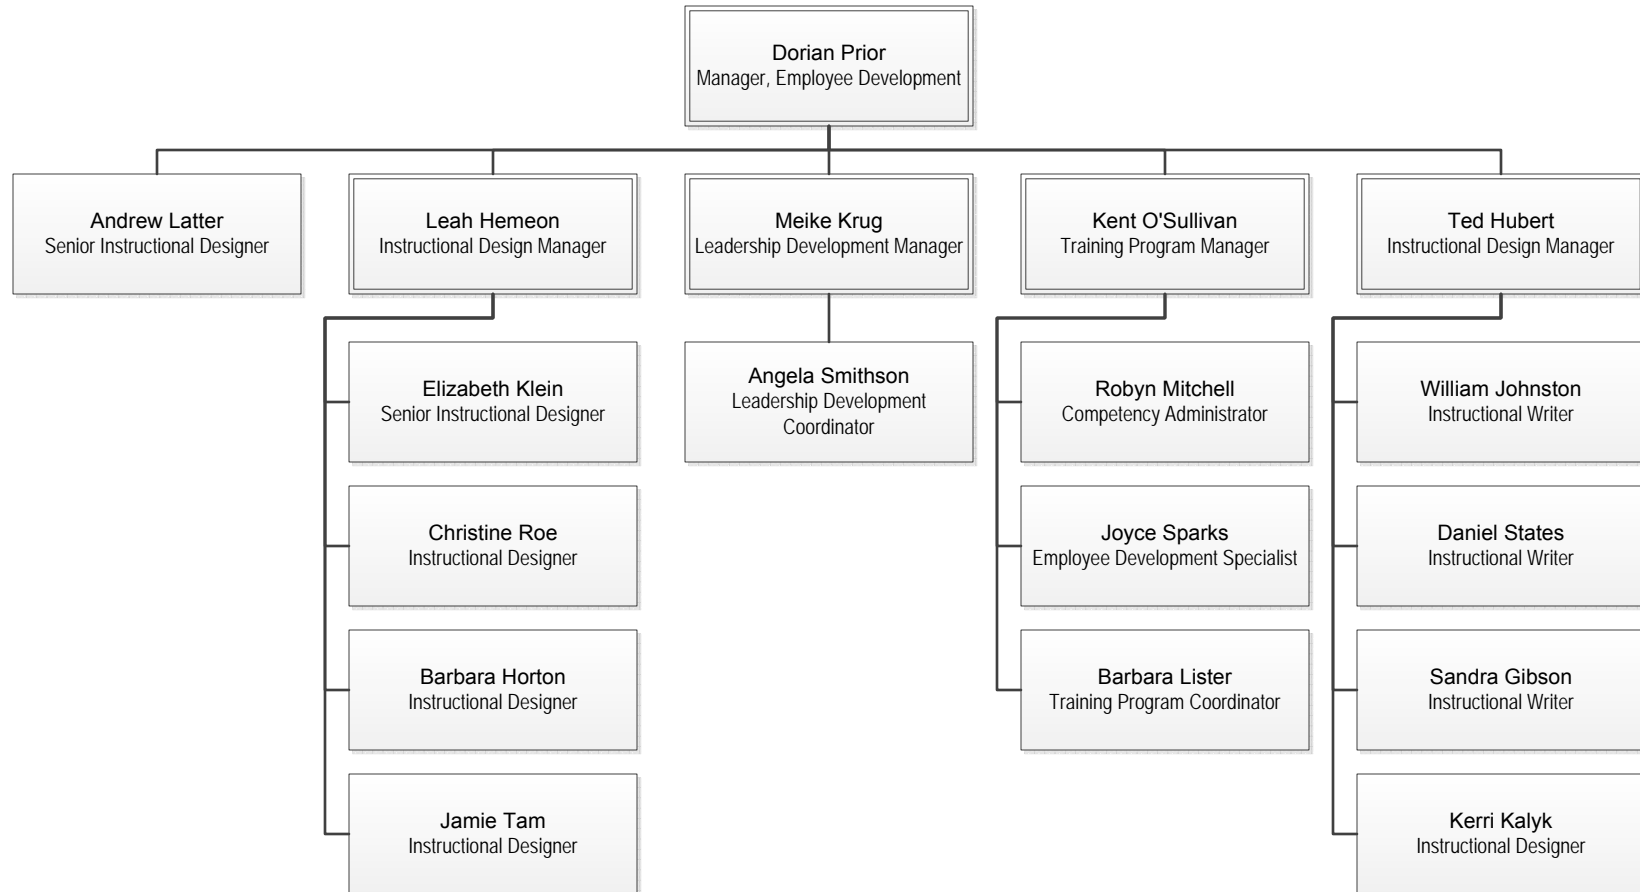 Dorian Prior
Manager, Employee Development
Andrew Latter
Senior Instructional Designer
Leah Hemeon
Instructional Design Manager
Meike Krug
Leadership Development Manager
Kent O'Sullivan
Training Program Manager
Ted Hubert
Instructional Design Manager
Elizabeth Klein
Senior Instructional Designer
Christine Roe
Instructional Designer
Barbara Horton
Instructional Designer
Jamie Tam
Instructional Designer
Angela Smithson
Leadership Development
Coordinator
Robyn Mitchell
Competency Administrator
Joyce Sparks
Employee Development Specialist
Barbara Lister
Training Program Coordinator
William Johnston
Instructional Writer
Daniel States
Instructional Writer
Sandra Gibson
Instructional Writer
Kerri Kalyk
Instructional Designer